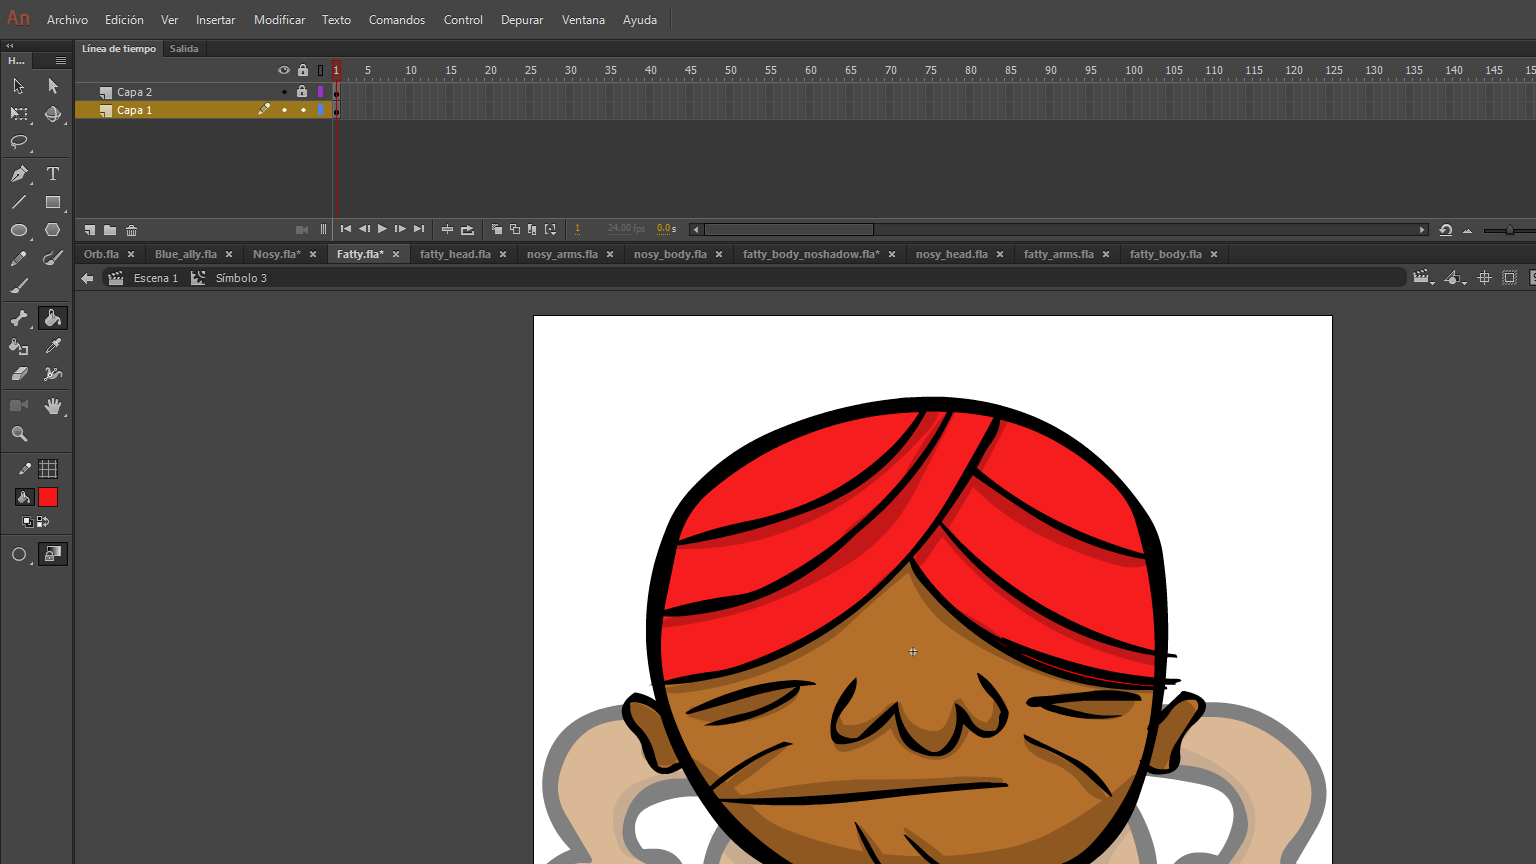 An Archivo Edición Ver Insertar Modificar Texto Comandos Control Depurar Ventana Ayuda
H... Línea de tiempo Salida
1 5 10 15 20 25 30 35 40 45 50 55 60 65 70 75 80 85 90 95 100 105 110 115 120 125 130 135 140 145 15
Capa 2
Capa 1
1 24.00 fps 0.0 s
Orb.fla Blue_ally.fla Nosy.fla* Fatty.fla* fatty_head.fla nosy_arms.fla nosy_body.fla fatty_body_noshadow.fla* nosy_head.fla fatty_arms.fla fatty_body.fla
Escena 1 Símbolo 3
T